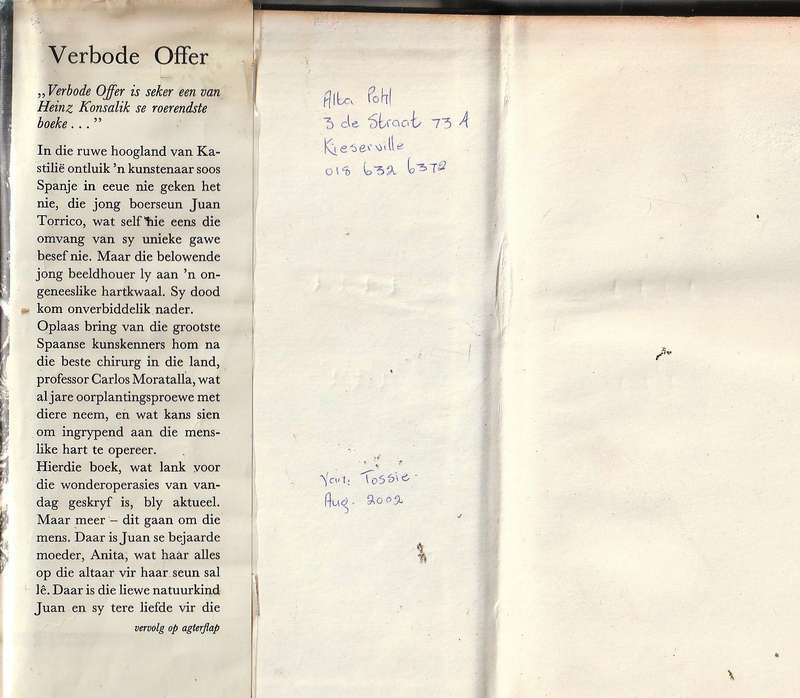 Verbode Offer
„Verbode Offer is seker een van
Heinz Konsalik se roerendste
boeke . . .”
In die ruwe hoogland van Ka-
stilië ontluik ’n kunstenaar soos
Spanje in eeue nie geken het
nie, die jong boerseun Juan
Torrico, wat self nie eens die
omvang van sy unieke gawe
besef nie. Maar die belowende
jong beeldhouer ly aan ’n on-
geneeslike hartkwaal. Sy dood
kom onverbiddelik nader.
Oplaas bring van die grootste
Spaanse kunskenners hom na
die beste chirurg in die land,
professor Carlos Moratalla, wat
al jare oorplantingsproewe met
diere neem, en wat kans sien
om ingrypend aan die mens-
like hart te opereer.
Hierdie boek, wat lank voor
die wonderoperasies van van-
dag geskryf is, bly aktueel.
Maar meer – dit gaan om die
mens. Daar is Juan se bejaarde
moeder, Anita, wat haar alles
op die altaar vir haar seun sal
lê. Daar is die liewe natuurkind
Juan en sy tere liefde vir die
vervolg op agterflap
Alta Pohl
3 de Straat 73 A
Kieserville
018 632 6372
Van: Tossie.
Aug. 2002